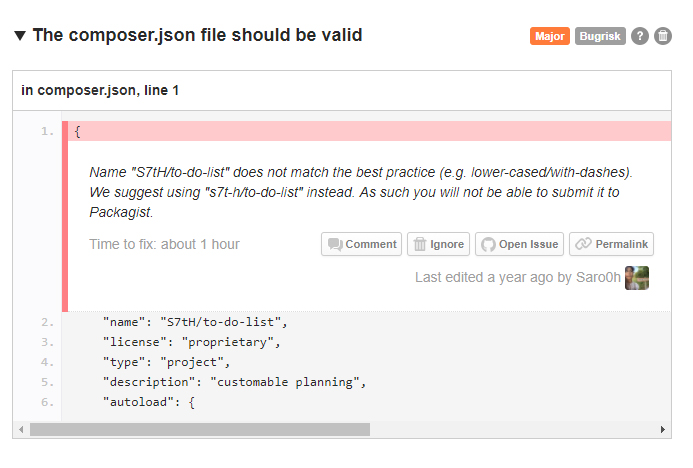 The composer.json file should be valid
Major Bugrisk ?
in composer.json, line 1
1. {
Name "S7tH/to-do-list" does not match the best practice (e.g. lower-cased/with-dashes).
We suggest using "s7t-h/to-do-list" instead. As such you will not be able to submit it to
Packagist.
Time to fix: about 1 hour
Comment Ignore Open Issue Permalink
Last edited a year ago by Saro0h
2. "name": "S7tH/to-do-list",
3. "license": "proprietary",
4. "type": "project",
5. "description": "customable planning",
6. "autoload": {